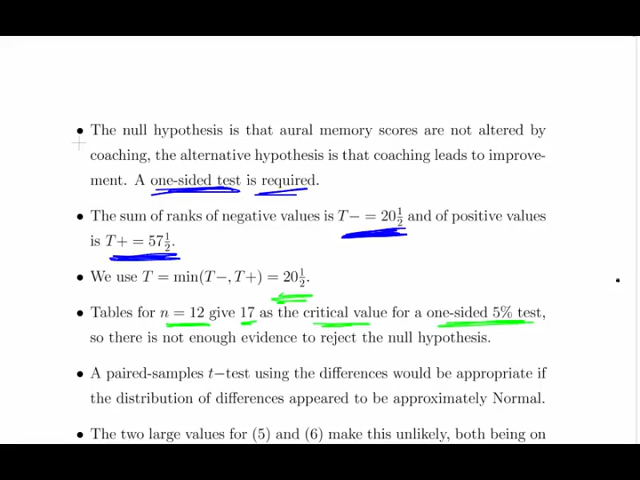 • The null hypothesis is that aural memory scores are not altered by
coaching, the alternative hypothesis is that coaching leads to improve-
ment. A one-sided test is required.
• The sum of ranks of negative values is T− = 20½ and of positive values
is T+ = 57½.
• We use T = min(T−, T+) = 20½.
• Tables for n = 12 give 17 as the critical value for a one-sided 5% test,
so there is not enough evidence to reject the null hypothesis.
• A paired-samples t−test using the differences would be appropriate if
the distribution of differences appeared to be approximately Normal.
• The two large values for (5) and (6) make this unlikely, both being on